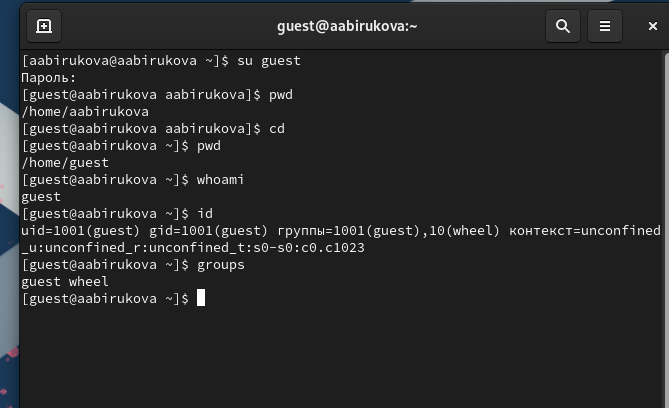 guest@aabirukova:~
[aabirukova@aabirukova ~]$ su guest
Пароль:
[guest@aabirukova aabirukova]$ pwd
/home/aabirukova
[guest@aabirukova aabirukova]$ cd
[guest@aabirukova ~]$ pwd
/home/guest
[guest@aabirukova ~]$ whoami
guest
[guest@aabirukova ~]$ id
uid=1001(guest) gid=1001(guest) группы=1001(guest),10(wheel) контекст=unconfined
_u:unconfined_r:unconfined_t:s0-s0:c0.c1023
[guest@aabirukova ~]$ groups
guest wheel
[guest@aabirukova ~]$